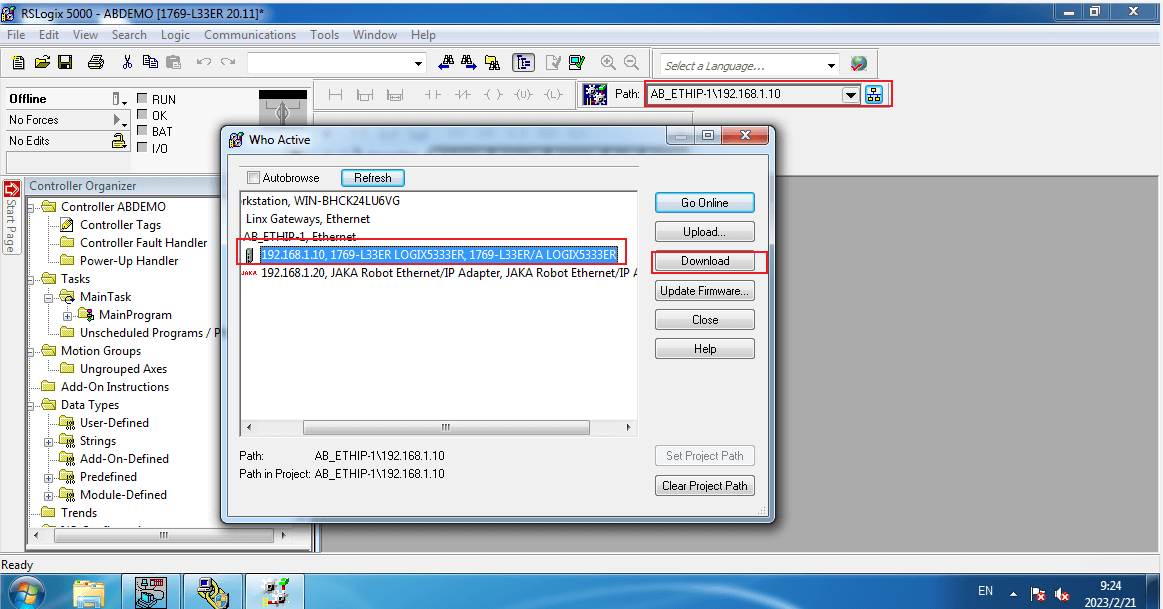 RSLogix 5000 - ABDEMO [1769-L33ER 20.11]*
File Edit View Search Logic Communications Tools Window Help
Select a Language...
Offline
RUN
No Forces
OK
No Edits
BAT
I/O
Path: AB_ETHIP-1\192.168.1.10
Start Page
Controller Organizer
Controller ABDEMO
Controller Tags
Controller Fault Handler
Power-Up Handler
Tasks
MainTask
MainProgram
Unscheduled Programs / P
Motion Groups
Ungrouped Axes
Add-On Instructions
Data Types
User-Defined
Strings
Add-On-Defined
Predefined
Module-Defined
Trends
Who Active
Autobrowse
Refresh
rkstation, WIN-BHCK24LU6VG
Linx Gateways, Ethernet
AB_ETHIP-1, Ethernet
192.168.1.10, 1769-L33ER LOGIX5333ER, 1769-L33ER/A LOGIX5333ER
JAKA 192.168.1.20, JAKA Robot Ethernet/IP Adapter, JAKA Robot Ethernet/IP A
Go Online
Upload...
Download
Update Firmware...
Close
Help
Path: AB_ETHIP-1\192.168.1.10
Path in Project: AB_ETHIP-1\192.168.1.10
Set Project Path
Clear Project Path
Ready
EN
9:24
2023/2/21